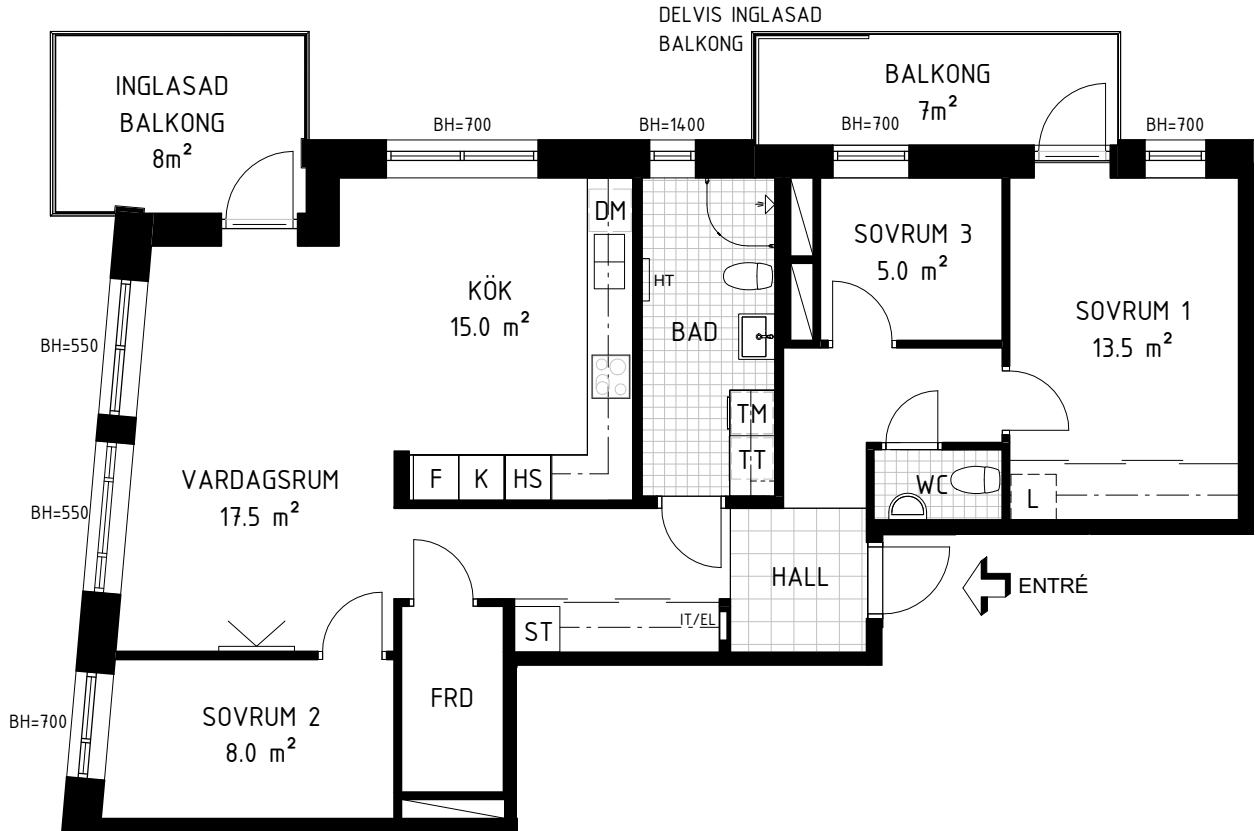 DELVIS INGLASAD
BALKONG
INGLASAD
BALKONG
8m²
BALKONG
7m²
BH=700
BH=1400
BH=700
BH=700
DM
KÖK
15.0 m²
HT
BAD
SOVRUM 3
5.0 m²
SOVRUM 1
13.5 m²
BH=550
TM
TT
F
K
HS
VARDAGSRUM
17.5 m²
WC
L
BH=550
HALL
ENTRÉ
ST
IT/EL
FRD
SOVRUM 2
8.0 m²
BH=700